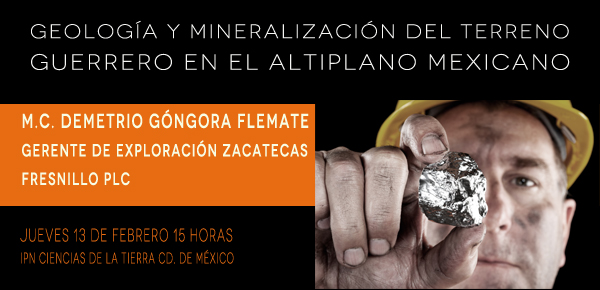 GEOLOGÍA Y MINERALIZACIÓN DEL TERRENO
GUERRERO EN EL ALTIPLANO MEXICANO
M.C. DEMETRIO GÓNGORA FLEMATE
GERENTE DE EXPLORACIÓN ZACATECAS
FRESNILLO PLC
JUEVES 13 DE FEBRERO 15 HORAS
IPN CIENCIAS DE LA TIERRA CD. DE MÉXICO